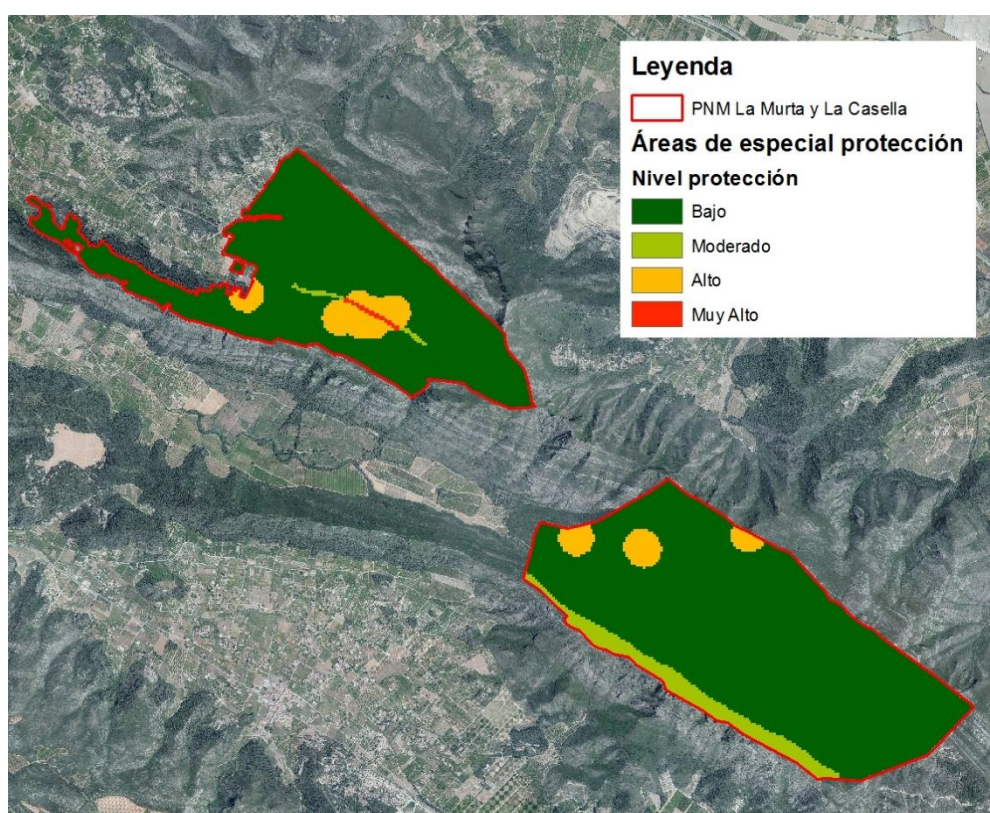 Leyenda
PNM La Murta y La Casella
Áreas de especial protección
Nivel protección
Bajo
Moderado
Alto
Muy Alto